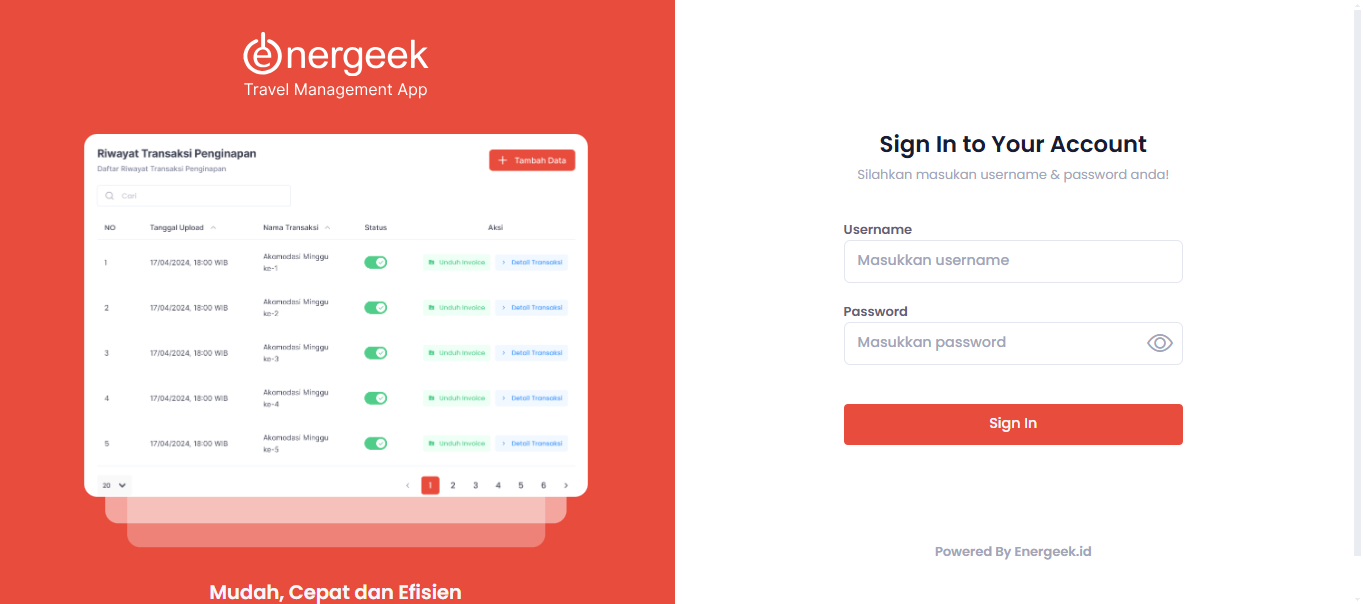 energeek
Travel Management App
Riwayat Transaksi Penginapan
Daftar Riwayat Transaksi Penginapan
+ Tambah Data
Cari
NO Tanggal Upload Nama Transaksi Status Aksi
1 17/04/2024, 18:00 WIB Akomodasi Minggu ke-1 Unduh Invoice Detail Transaksi
2 17/04/2024, 18:00 WIB Akomodasi Minggu ke-2 Unduh Invoice Detail Transaksi
3 17/04/2024, 18:00 WIB Akomodasi Minggu ke-3 Unduh Invoice Detail Transaksi
4 17/04/2024, 18:00 WIB Akomodasi Minggu ke-4 Unduh Invoice Detail Transaksi
5 17/04/2024, 18:00 WIB Akomodasi Minggu ke-5 Unduh Invoice Detail Transaksi
20 < 1 2 3 4 5 6 >
Mudah, Cepat dan Efisien
Sign In to Your Account
Silahkan masukan username & password anda!
Username
Masukkan username
Password
Masukkan password
Sign In
Powered By Energeek.id